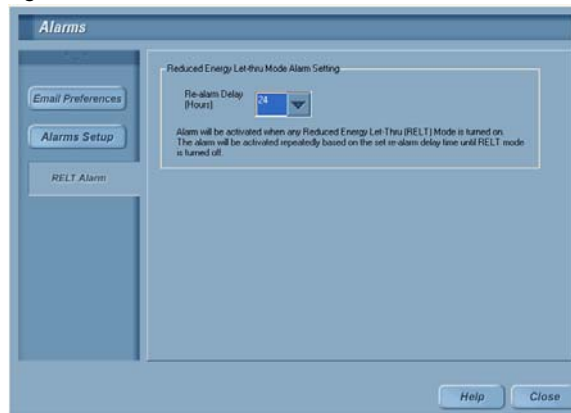 Alarms
Email Preferences
Alarms Setup
RELT Alarm
Reduced Energy Let-thru Mode Alarm Setting
Re-alarm Delay
(Hours)
24
Alarm will be activated when any Reduced Energy Let-Thru (RELT) Mode is turned on.
The alarm will be activated repeatedly based on the set re-alarm delay time until RELT mode
is turned off.
Help
Close